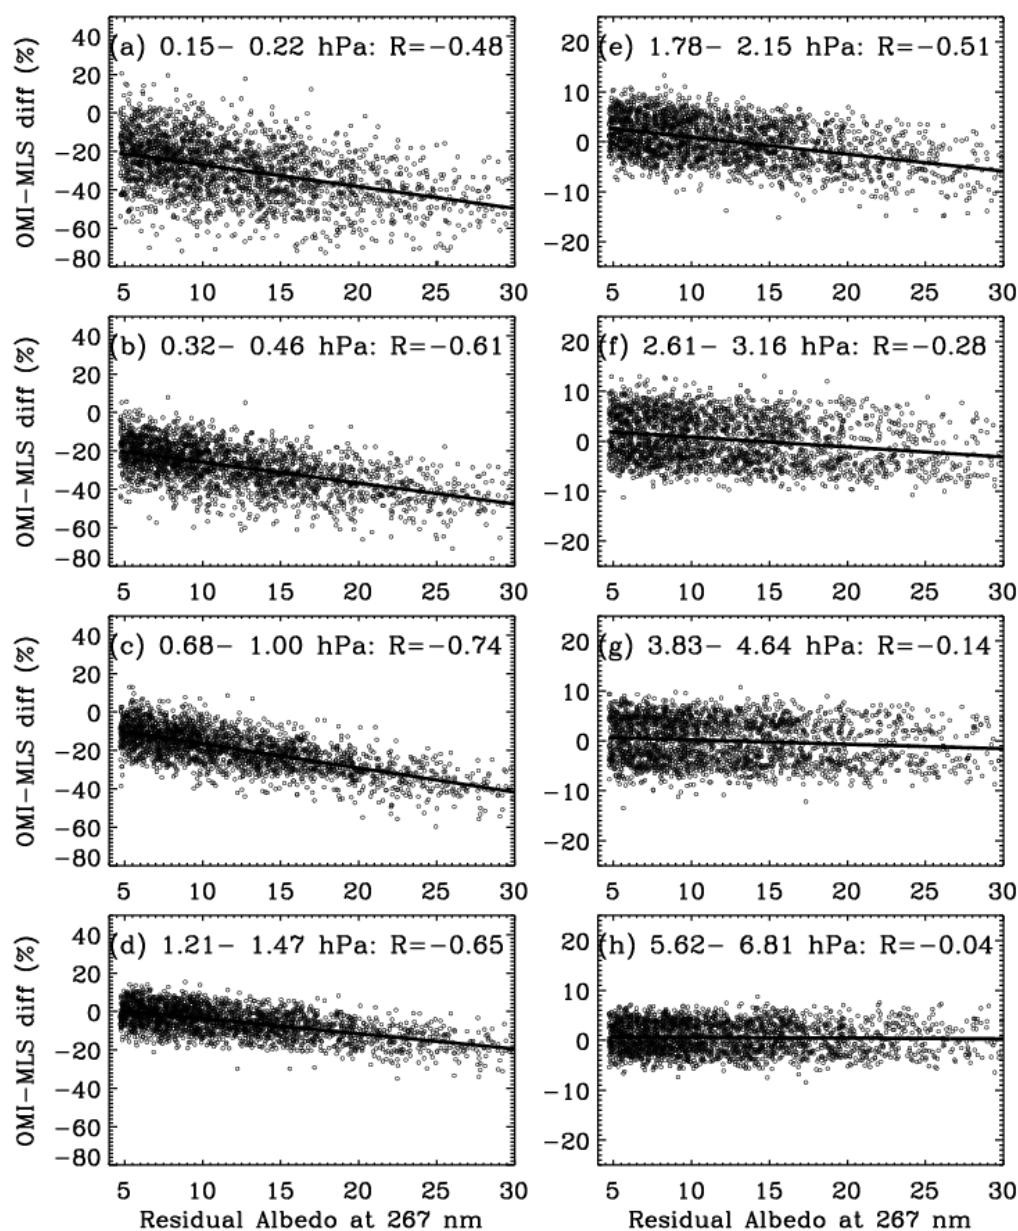 (a) 0.15− 0.22 hPa: R=−0.48
OMI−MLS diff (%)
40
20
0
−20
−40
−60
−80
5 10 15 20 25 30
(e) 1.78− 2.15 hPa: R=−0.51
20
10
0
−10
−20
5 10 15 20 25 30
(b) 0.32− 0.46 hPa: R=−0.61
OMI−MLS diff (%)
40
20
0
−20
−40
−60
−80
5 10 15 20 25 30
(f) 2.61− 3.16 hPa: R=−0.28
20
10
0
−10
−20
5 10 15 20 25 30
(c) 0.68− 1.00 hPa: R=−0.74
OMI−MLS diff (%)
40
20
0
−20
−40
−60
−80
5 10 15 20 25 30
(g) 3.83− 4.64 hPa: R=−0.14
20
10
0
−10
−20
5 10 15 20 25 30
(d) 1.21− 1.47 hPa: R=−0.65
OMI−MLS diff (%)
40
20
0
−20
−40
−60
−80
5 10 15 20 25 30
Residual Albedo at 267 nm
(h) 5.62− 6.81 hPa: R=−0.04
20
10
0
−10
−20
5 10 15 20 25 30
Residual Albedo at 267 nm